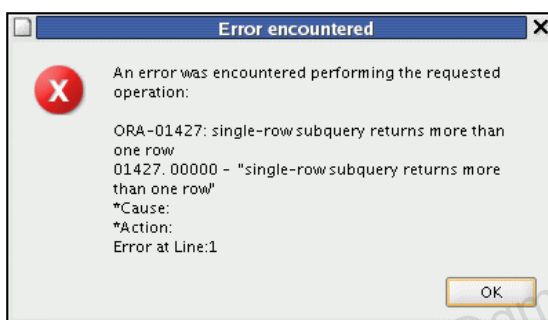 Error encountered
An error was encountered performing the requested
operation:
ORA-01427: single-row subquery returns more than
one row
01427. 00000 - "single-row subquery returns more
than one row"
*Cause:
*Action:
Error at Line:1
OK